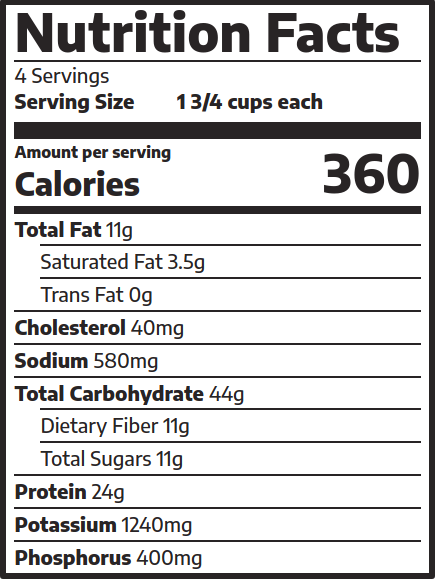 Nutrition Facts
4 Servings
Serving Size 1 3/4 cups each
Amount per serving
Calories 360
Total Fat 11g
Saturated Fat 3.5g
Trans Fat 0g
Cholesterol 40mg
Sodium 580mg
Total Carbohydrate 44g
Dietary Fiber 11g
Total Sugars 11g
Protein 24g
Potassium 1240mg
Phosphorus 400mg